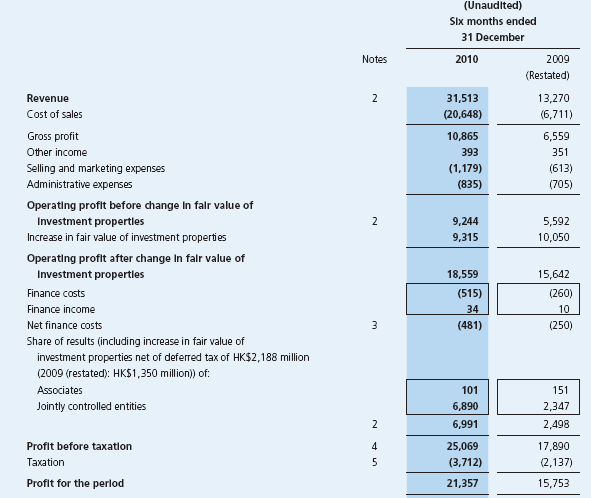 (Unaudited)
Six months ended
31 December
Notes 2010 2009
(Restated)
Revenue 2 31,513 13,270
Cost of sales (20,648) (6,711)
Gross profit 10,865 6,559
Other income 393 351
Selling and marketing expenses (1,179) (613)
Administrative expenses (835) (705)
Operating profit before change in fair value of
investment properties 2 9,244 5,592
Increase in fair value of investment properties 9,315 10,050
Operating profit after change in fair value of
investment properties 18,559 15,642
Finance costs (515) (260)
Finance income 34 10
Net finance costs 3 (481) (250)
Share of results (including increase in fair value of
investment properties net of deferred tax of HK$2,188 million
(2009 (restated): HK$1,350 million)) of:
Associates 101 151
Jointly controlled entities 6,890 2,347
2 6,991 2,498
Profit before taxation 4 25,069 17,890
Taxation 5 (3,712) (2,137)
Profit for the period 21,357 15,753